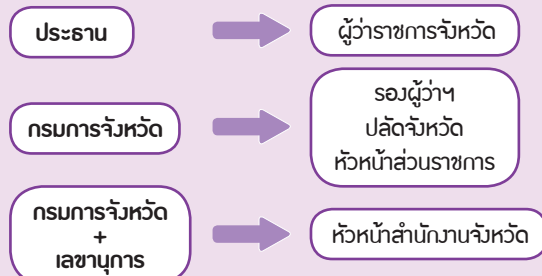 ประธาน
ผู้ว่าราชการจังหวัด
กรมการจังหวัด
รองผู้ว่าฯ
ปลัดจังหวัด
หัวหน้าส่วนราชการ
กรมการจังหวัด
+
เลขานุการ
หัวหน้าสำนักงานจังหวัด